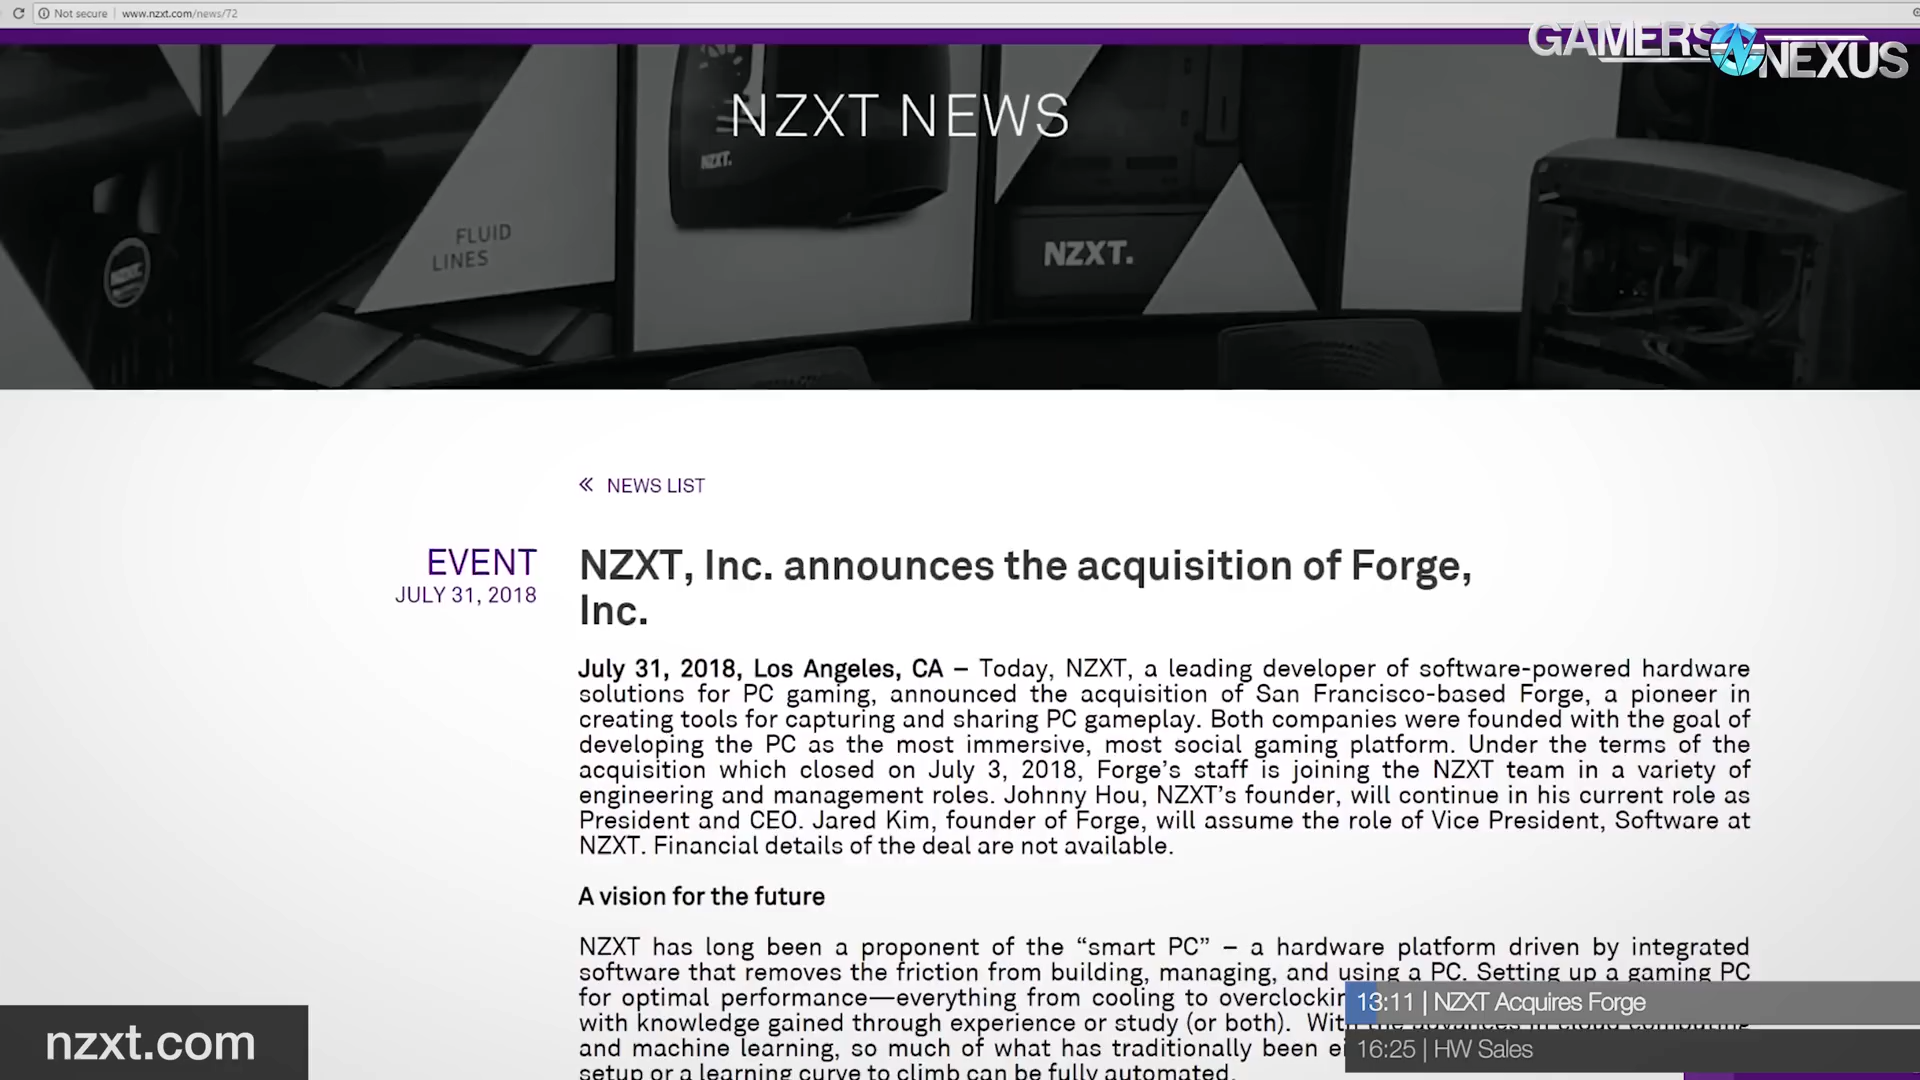 Not secure | www.nzxt.com/news/72
GAMERS NEXUS
NZXT NEWS
NZXT.
FLUID
LINES
NZXT.
« NEWS LIST
EVENT
JULY 31, 2018
NZXT, Inc. announces the acquisition of Forge,
Inc.
July 31, 2018, Los Angeles, CA – Today, NZXT, a leading developer of software-powered hardware
solutions for PC gaming, announced the acquisition of San Francisco-based Forge, a pioneer in
creating tools for capturing and sharing PC gameplay. Both companies were founded with the goal of
developing the PC as the most immersive, most social gaming platform. Under the terms of the
acquisition which closed on July 3, 2018, Forge’s staff is joining the NZXT team in a variety of
engineering and management roles. Johnny Hou, NZXT’s founder, will continue in his current role as
President and CEO. Jared Kim, founder of Forge, will assume the role of Vice President, Software at
NZXT. Financial details of the deal are not available.
A vision for the future
NZXT has long been a proponent of the “smart PC” – a hardware platform driven by integrated
software that removes the friction from building, managing, and using a PC. Setting up a gaming PC
for optimal performance—everything from cooling to
with knowledge gained through experience or study (or both). With
and machine learning, so much of what has traditionally been
setup or a learning curve to climb can be fully automated.
13:11 | NZXT Acquires Forge
16:25 | HW Sales
nzxt.com